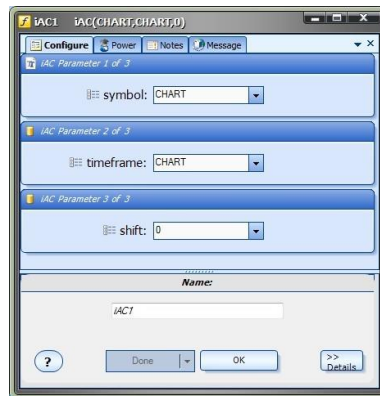 iAC1 iAC(CHART,CHART,0)
Configure Power Notes Message
iAC Parameter 1 of 3
symbol: CHART
iAC Parameter 2 of 3
timeframe: CHART
iAC Parameter 3 of 3
shift: 0
Name:
iAC1
? Done OK >> Details